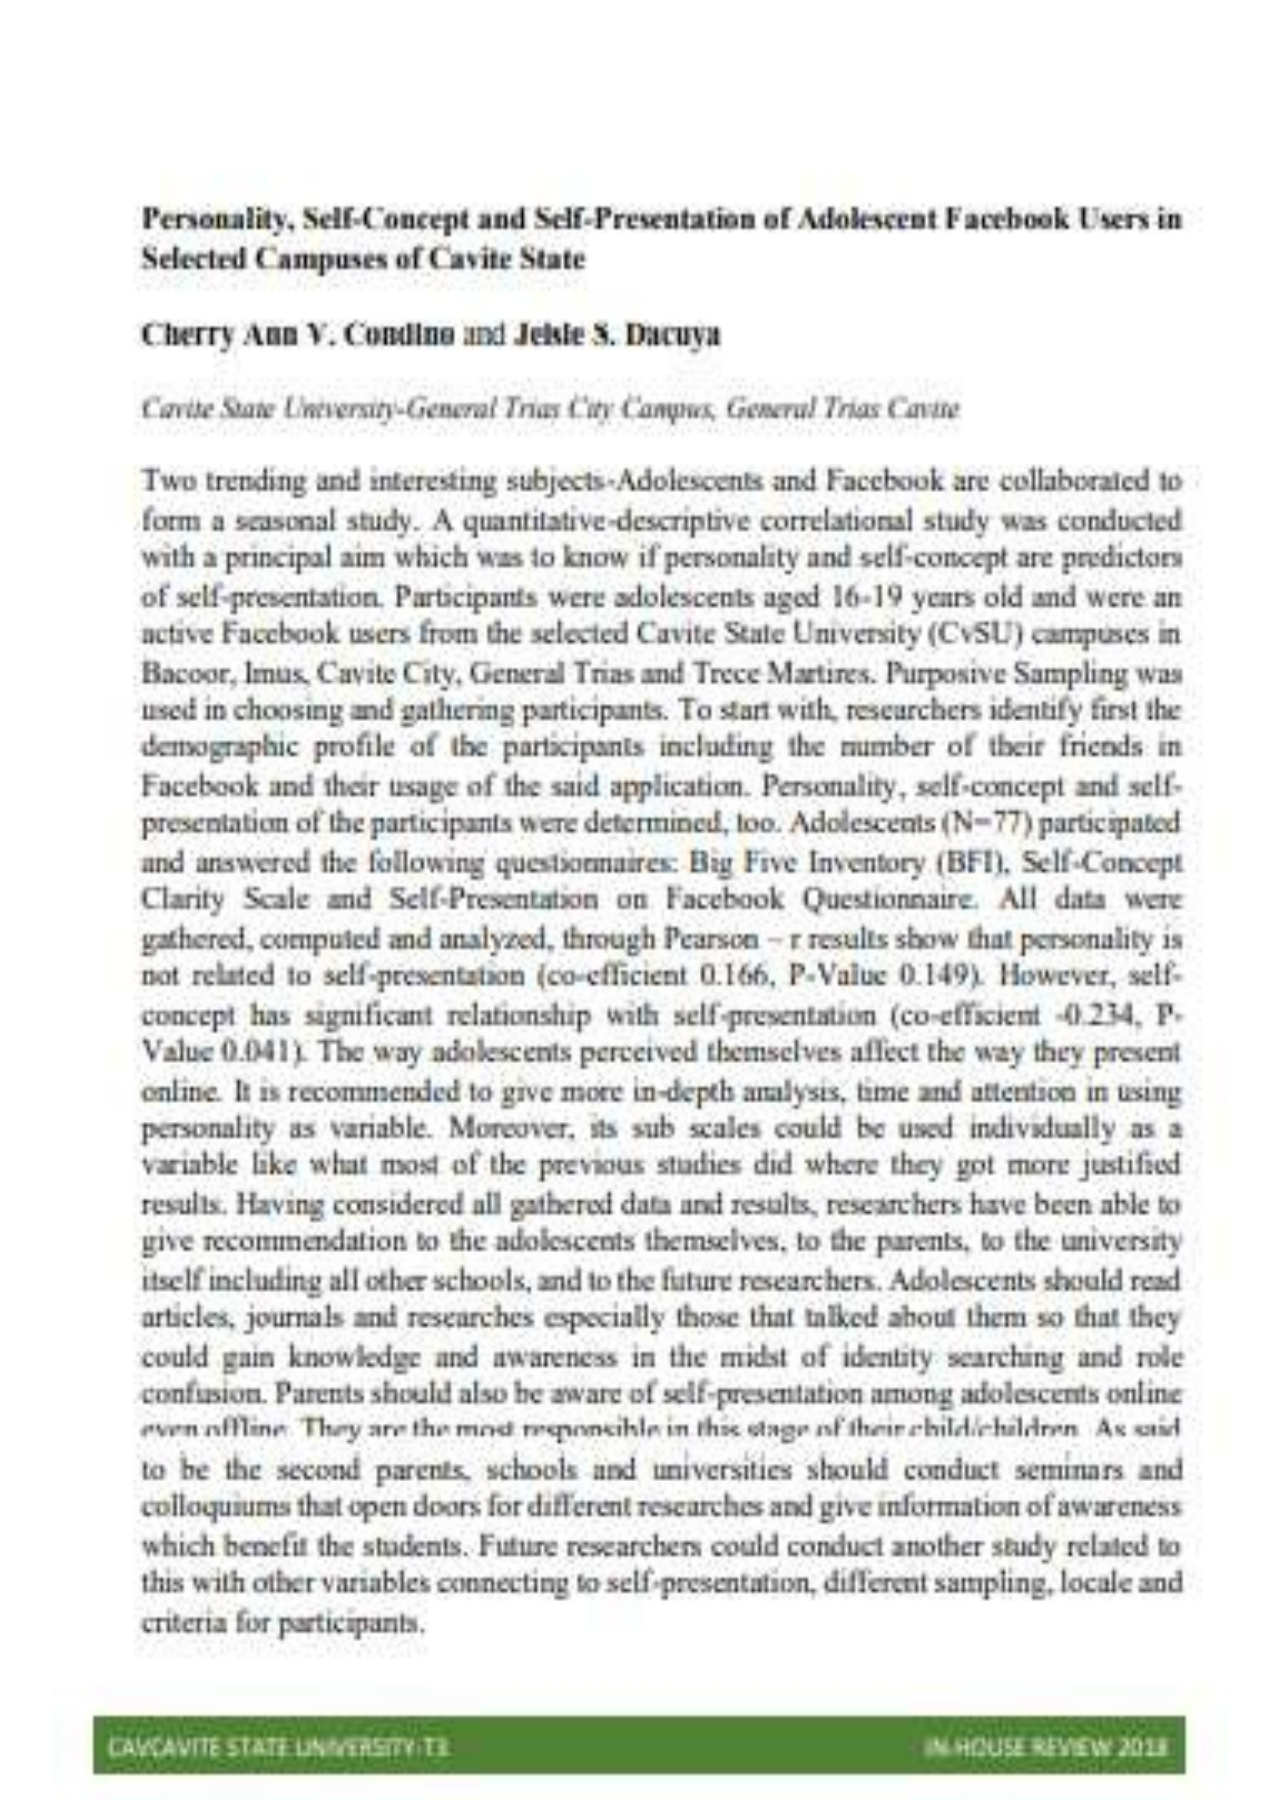 Personality, Self-Concept and Self-Presentation of Adolescent Facebook Users in
Selected Campuses of Cavite State
Cherry Ann V. Condino and Jeisle S. Dacuya
Cavite State University-General Trias City Campus, General Trias Cavite
Two trending and interesting subjects-Adolescents and Facebook are collaborated to
form a seasonal study. A quantitative-descriptive correlational study was conducted
with a principal aim which was to know if personality and self-concept are predictors
of self-presentation. Participants were adolescents aged 16-19 years old and were an
active Facebook users from the selected Cavite State University (CvSU) campuses in
Bacoor, Imus, Cavite City, General Trias and Trece Martires. Purposive Sampling was
used in choosing and gathering participants. To start with, researchers identify first the
demographic profile of the participants including the number of their friends in
Facebook and their usage of the said application. Personality, self-concept and self-
presentation of the participants were determined, too. Adolescents (N=77) participated
and answered the following questionnaires: Big Five Inventory (BFI), Self-Concept
Clarity Scale and Self-Presentation on Facebook Questionnaire. All data were
gathered, computed and analyzed, through Pearson – r results show that personality is
not related to self-presentation (co-efficient 0.166, P-Value 0.149). However, self-
concept has significant relationship with self-presentation (co-efficient -0.234, P-
Value 0.041). The way adolescents perceived themselves affect the way they present
online. It is recommended to give more in-depth analysis, time and attention in using
personality as variable. Moreover, its sub scales could be used individually as a
variable like what most of the previous studies did where they got more justified
results. Having considered all gathered data and results, researchers have been able to
give recommendation to the adolescents themselves, to the parents, to the university
itself including all other schools, and to the future researchers. Adolescents should read
articles, journals and researches especially those that talked about them so that they
could gain knowledge and awareness in the midst of identity searching and role
confusion. Parents should also be aware of self-presentation among adolescents online
even offline. They are the most responsible in this stage of their child/children. As said
to be the second parents, schools and universities should conduct seminars and
colloquiums that open doors for different researches and give information of awareness
which benefit the students. Future researchers could conduct another study related to
this with other variables connecting to self-presentation, different sampling, locale and
criteria for participants.
CAVCAVITE STATE UNIVERSITY-T3
IN-HOUSE REVIEW 2018